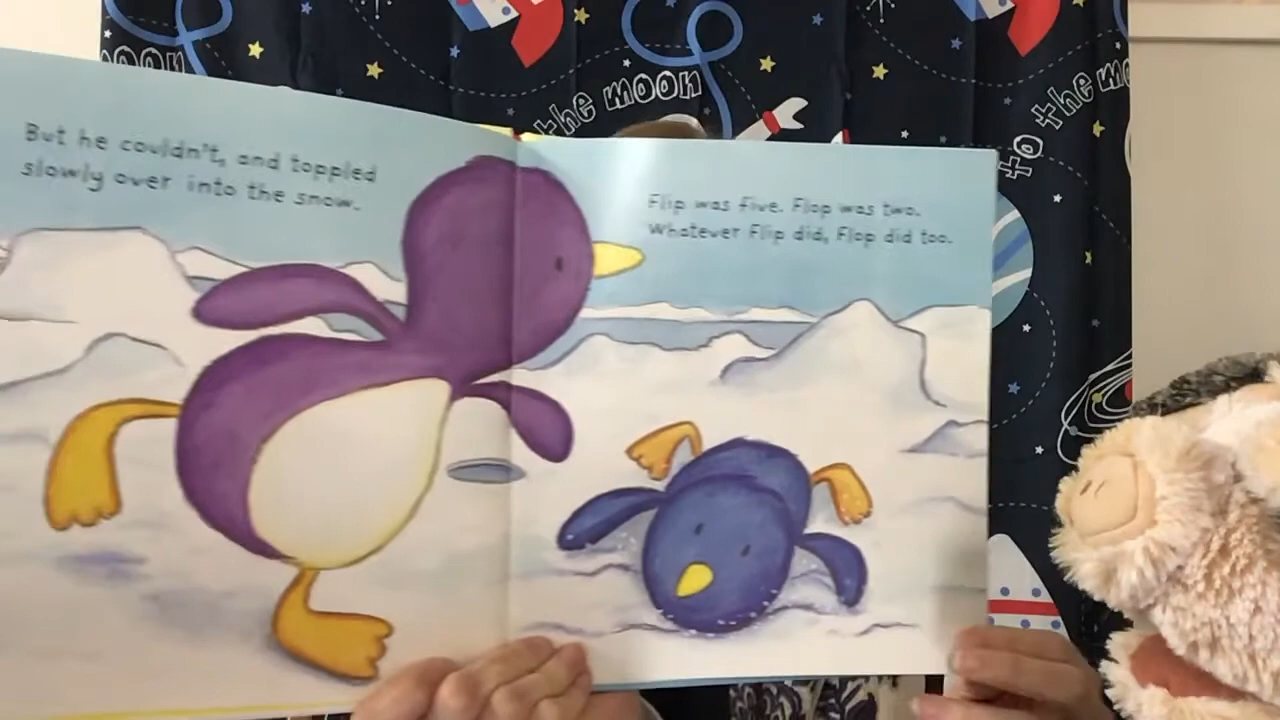 moon
the moon
to the mo
But he couldn't, and toppled
slowly over into the snow.
Flip was five. Flop was two.
Whatever Flip did, Flop did too.